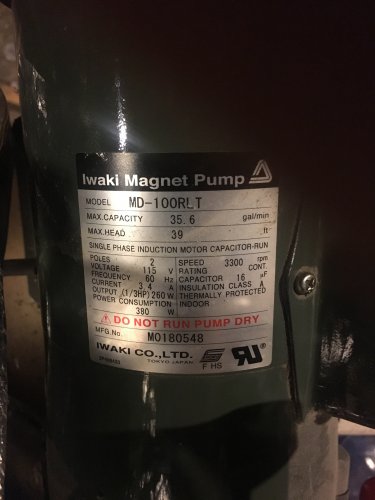 Iwaki Magnet Pump
MODEL MD-100RLT
MAX.CAPACITY 35.6 gal/min
MAX.HEAD 39 ft
SINGLE PHASE INDUCTION MOTOR CAPACITOR-RUN
POLES 2 SPEED 3300 rpm
VOLTAGE 115 V RATING CONT.
FREQUENCY 60 Hz CAPACITOR 16 μF
CURRENT 3.4 A INSULATION CLASS A
OUTPUT (1/3HP) 260 W THERMALLY PROTECTED
POWER CONSUMPTION INDOOR
380 W
DO NOT RUN PUMP DRY
MFG.No. M0180548
IWAKI CO.,LTD.
TOKYO JAPAN
F HS